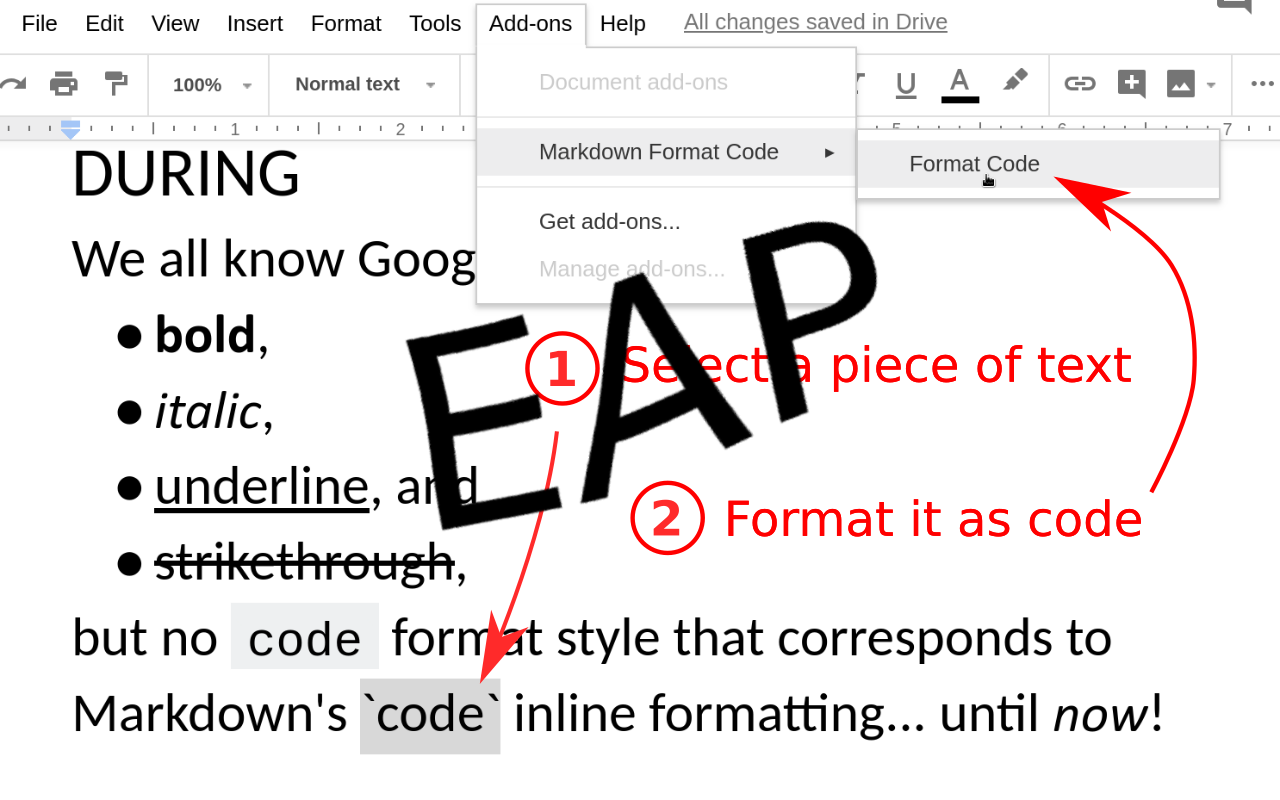 File Edit View Insert Format Tools Add-ons Help All changes saved in Drive
100% Normal text
Document add-ons
1 2 5 6 7
Markdown Format Code
Format Code
Get add-ons...
Manage add-ons...
DURING
We all know Goog
● bold,
● italic,
● underline, and
● strikethrough,
EAP
1 Select a piece of text
2 Format it as code
but no code format style that corresponds to
Markdown's `code` inline formatting... until now!